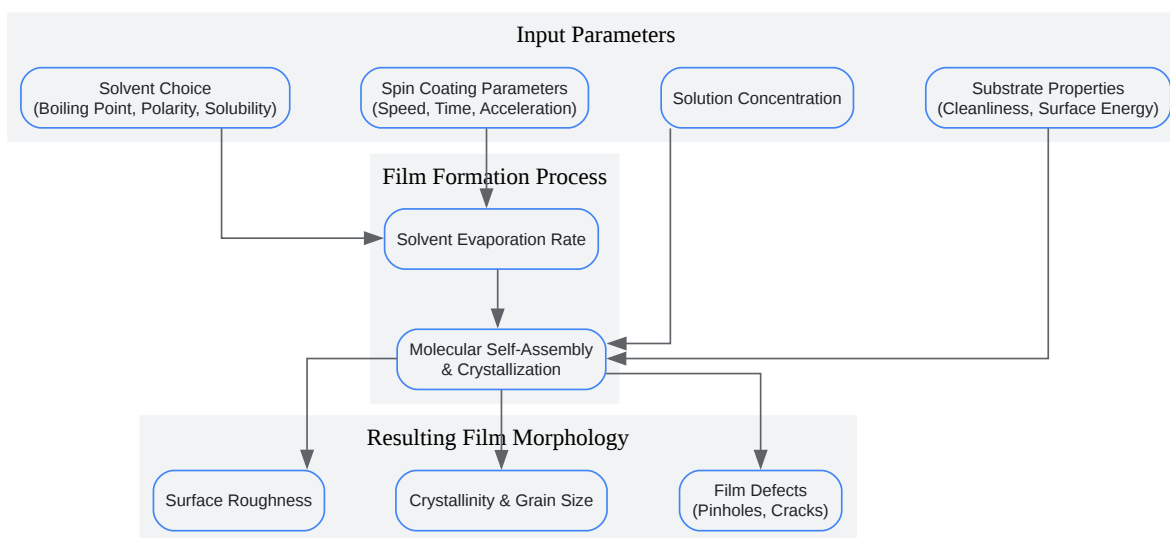 Input Parameters
Solvent Choice
(Boiling Point, Polarity, Solubility)
Spin Coating Parameters
(Speed, Time, Acceleration)
Solution Concentration
Substrate Properties
(Cleanliness, Surface Energy)
Film Formation Process
Solvent Evaporation Rate
Molecular Self-Assembly
& Crystallization
Resulting Film Morphology
Surface Roughness
Crystallinity & Grain Size
Film Defects
(Pinholes, Cracks)